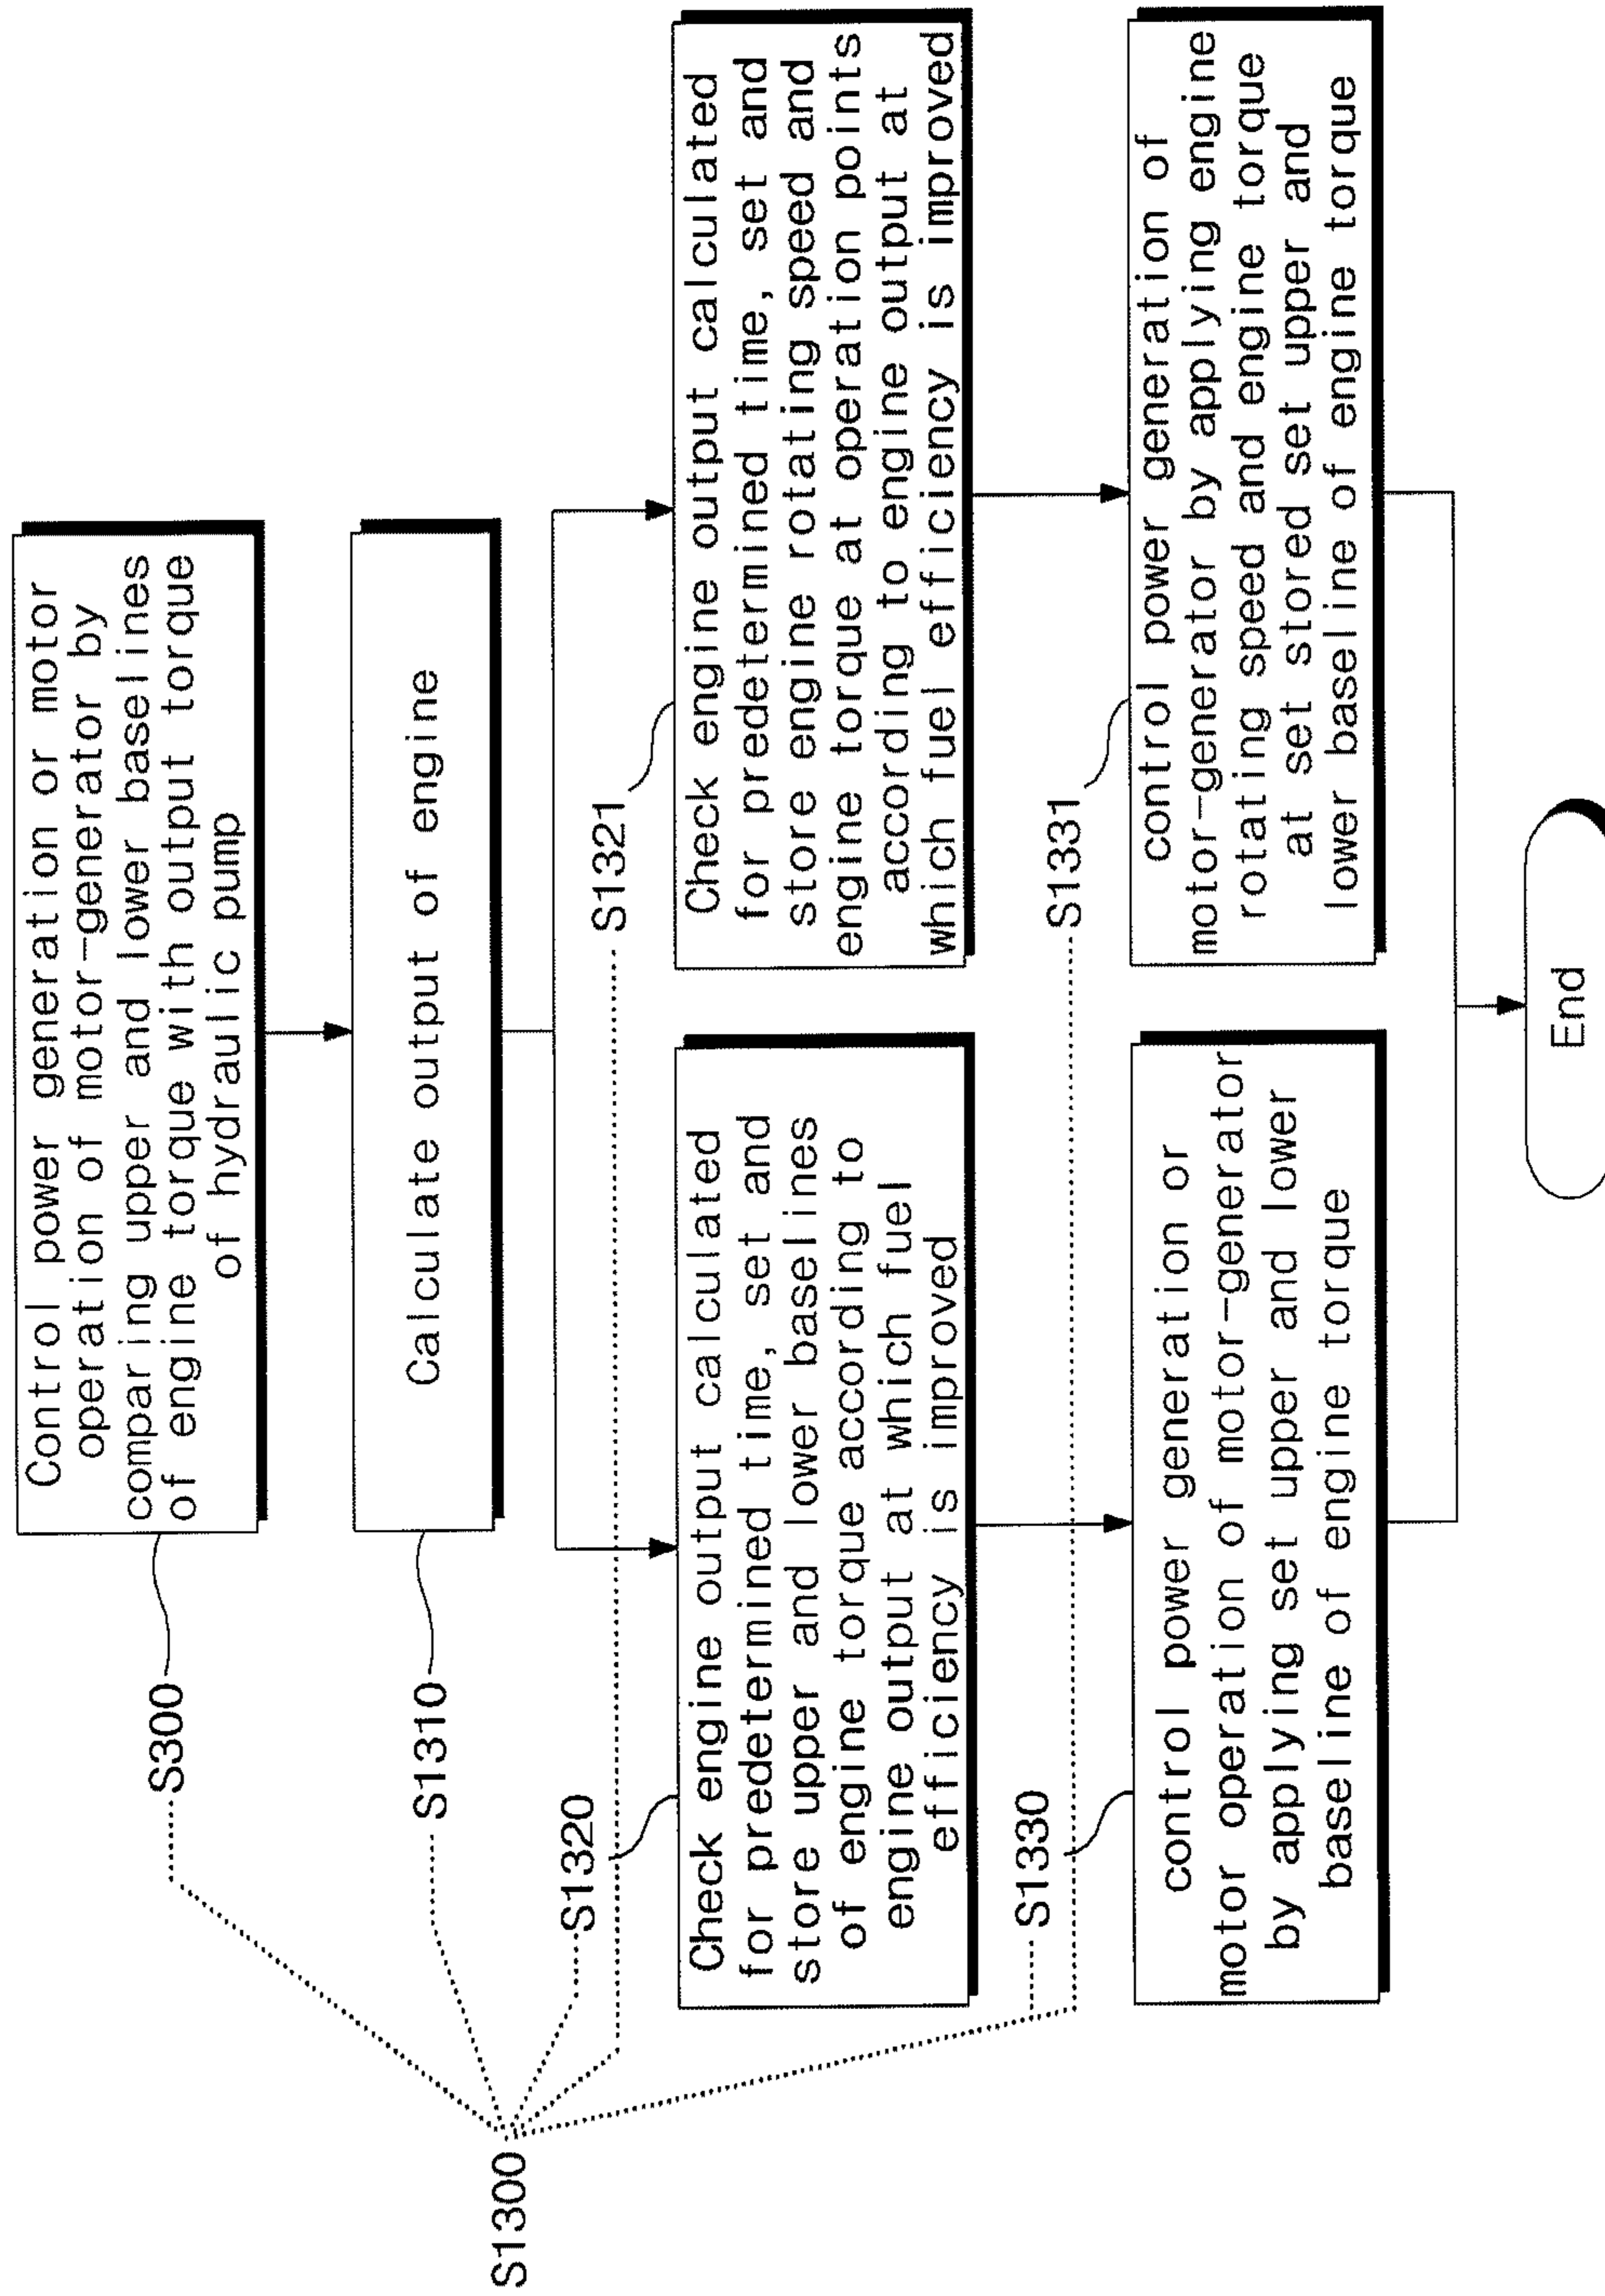 S1300
S300
Control power generation or motor
operation of motor-generator by
comparing upper and lower baselines
of engine torque with output torque
of hydraulic pump
S1310
Calculate output of engine
S1320
Check engine output calculated
for predetermined time, set and
store upper and lower baselines
of engine torque according to
engine output at which fuel
efficiency is improved
S1321
Check engine output calculated
for predetermined time, set and
store engine rotating speed and
engine torque at operation points
according to engine output at
which fuel efficiency is improved
S1330
control power generation or
motor operation of motor-generator
by applying set upper and lower
baseline of engine torque
S1331
control power generation of
motor-generator by applying engine
rotating speed and engine torque
at set stored set upper and
lower baseline of engine torque
End